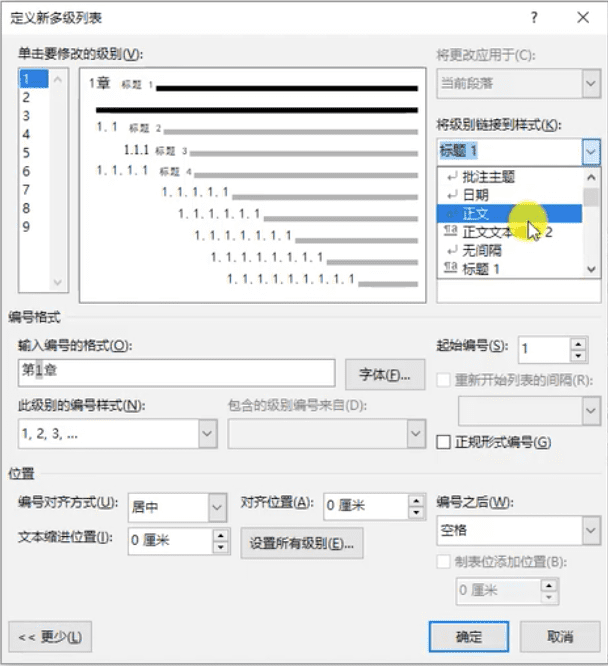 定义新多级列表
?
×
单击要修改的级别(V):
1
2
3
4
5
6
7
8
9
1章 标题 1
1.1 标题 2
1.1.1 标题 3
1.1.1.1 标题 4
1.1.1.1.1
1.1.1.1.1.1
1.1.1.1.1.1.1
1.1.1.1.1.1.1.1
1.1.1.1.1.1.1.1.1
将更改应用于(C):
当前段落
将级别链接到样式(K):
标题 1
批注主题
日期
正文
正文文本 2
无间隔
标题 1
编号格式
输入编号的格式(O):
第1章
字体(F)...
起始编号(S): 1
重新开始列表的间隔(R):
此级别的编号样式(N):
1, 2, 3, ...
包含的级别编号来自(D):
正规形式编号(G)
位置
编号对齐方式(U): 居中
对齐位置(A): 0 厘米
编号之后(W):
空格
文本缩进位置(I): 0 厘米
设置所有级别(E)...
制表位添加位置(B):
0 厘米
<< 更少(L)
确定
取消